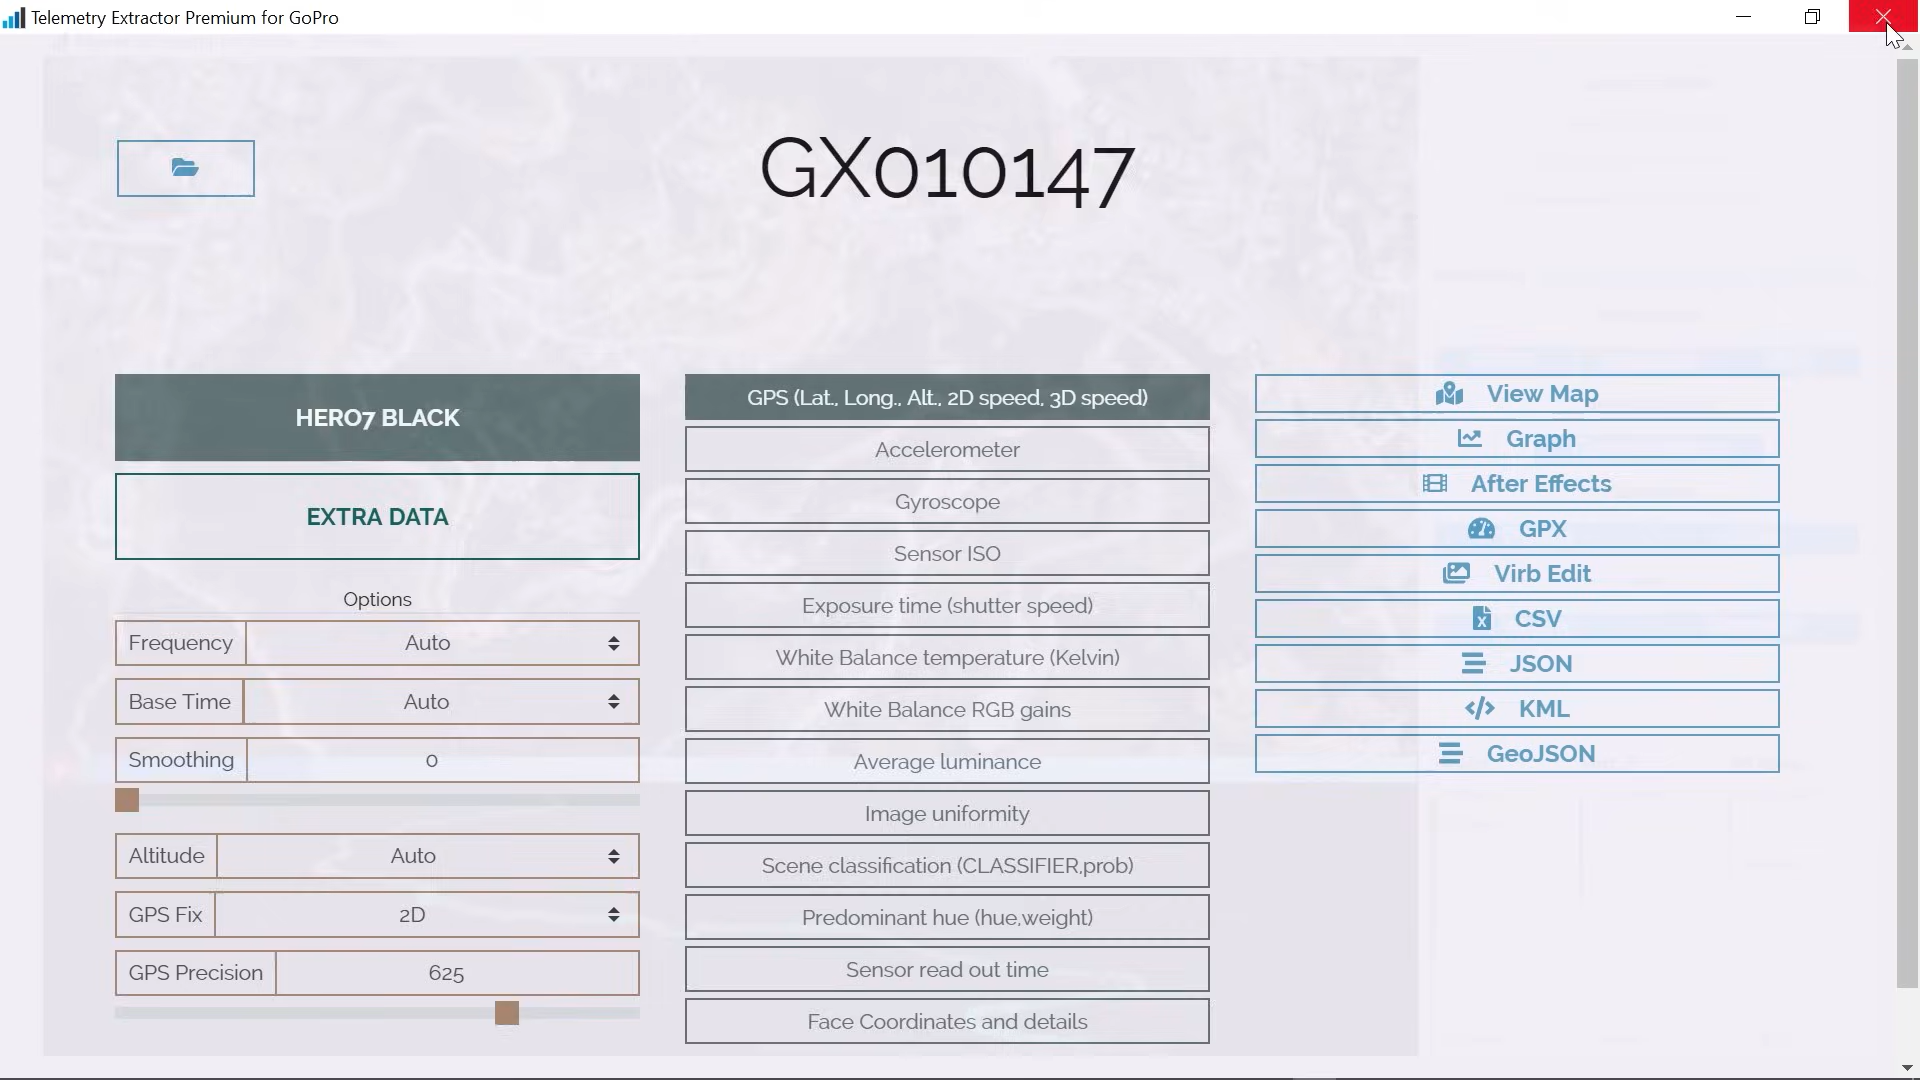 Telemetry Extractor Premium for GoPro
GX010147
HERO7 BLACK
EXTRA DATA
Options
Frequency Auto
Base Time Auto
Smoothing 0
Altitude Auto
GPS Fix 2D
GPS Precision 625
GPS (Lat., Long., Alt., 2D speed, 3D speed)
Accelerometer
Gyroscope
Sensor ISO
Exposure time (shutter speed)
White Balance temperature (Kelvin)
White Balance RGB gains
Average luminance
Image uniformity
Scene classification (CLASSIFIER,prob)
Predominant hue (hue,weight)
Sensor read out time
Face Coordinates and details
View Map
Graph
After Effects
GPX
Virb Edit
CSV
JSON
KML
GeoJSON